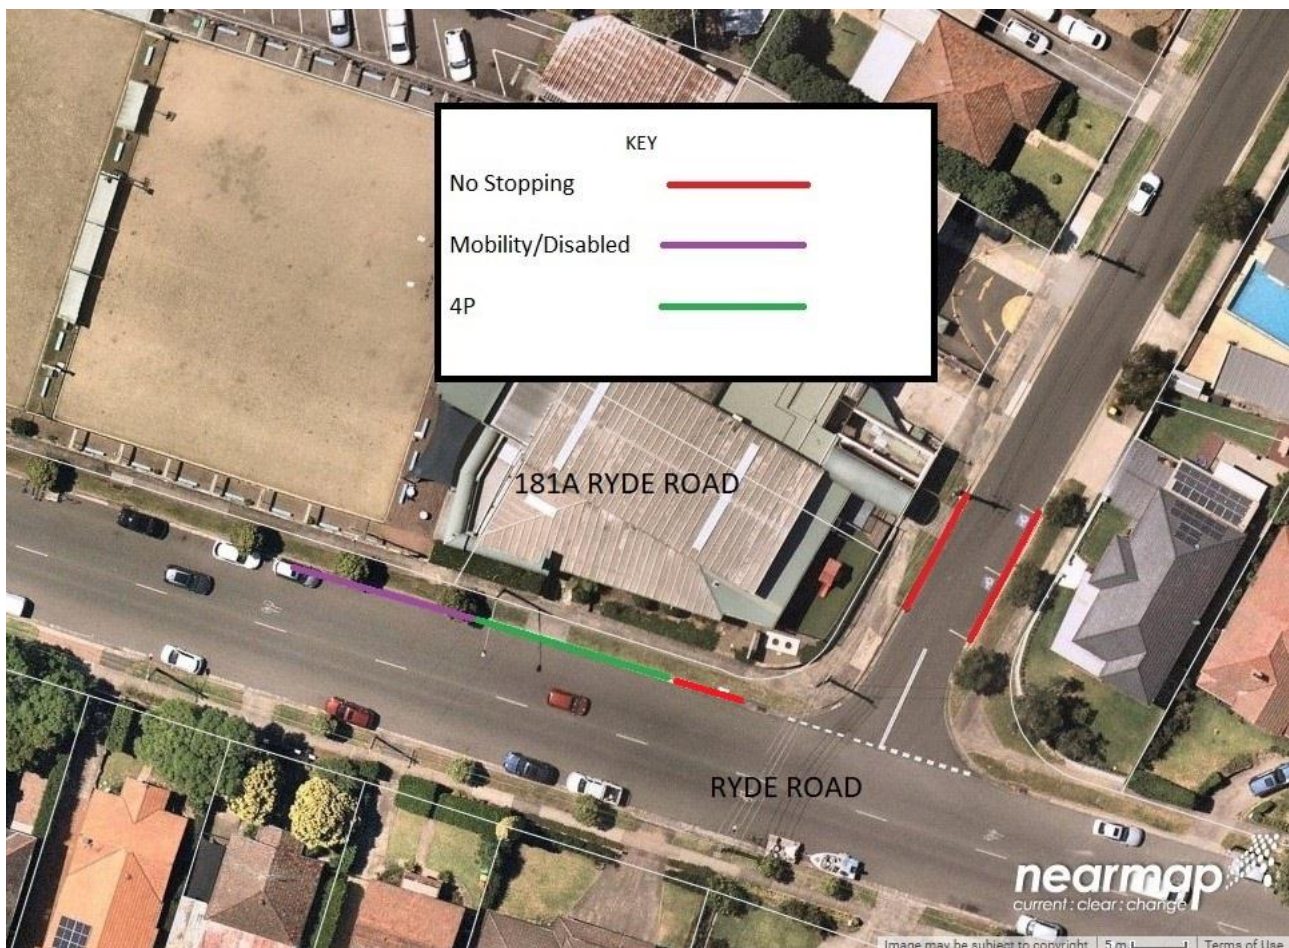 KEY
No Stopping
Mobility/Disabled
4P
181A RYDE ROAD
RYDE ROAD
nearmap
current : clear : change
Image may be subject to copyright
5 m
Terms of Use